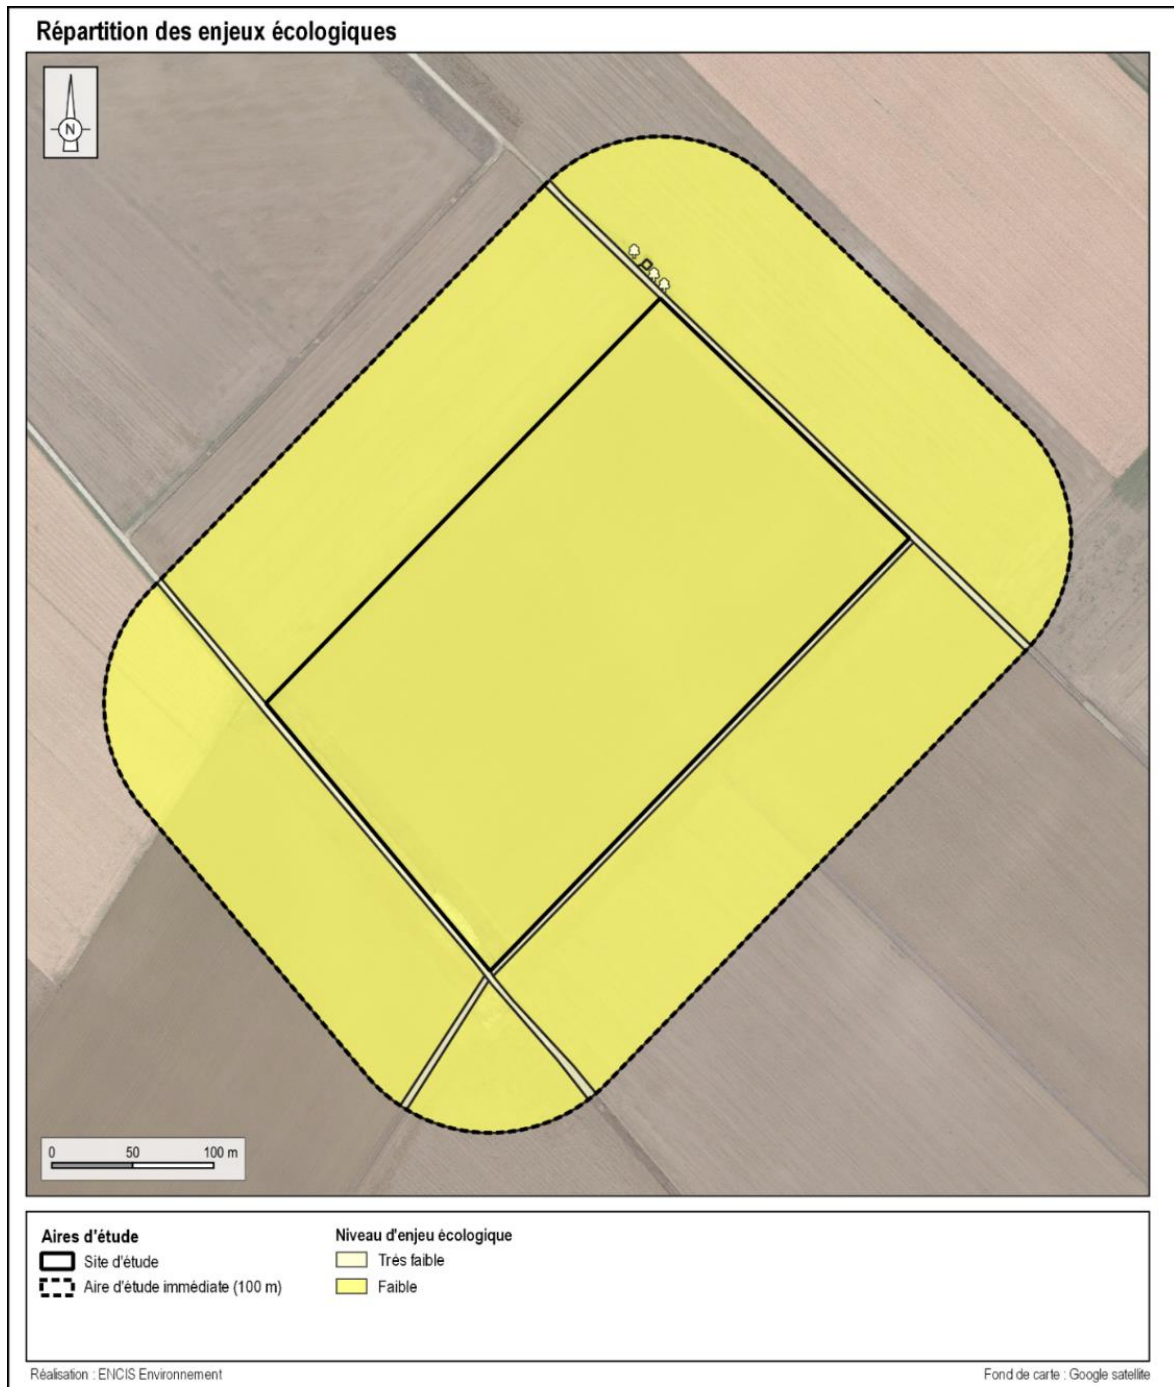 Répartition des enjeux écologiques
N
0 50 100 m
Aires d'étude
Site d'étude
Aire d'étude immédiate (100 m)
Niveau d'enjeu écologique
Très faible
Faible
Réalisation : ENCIS Environnement
Fond de carte : Google satellite